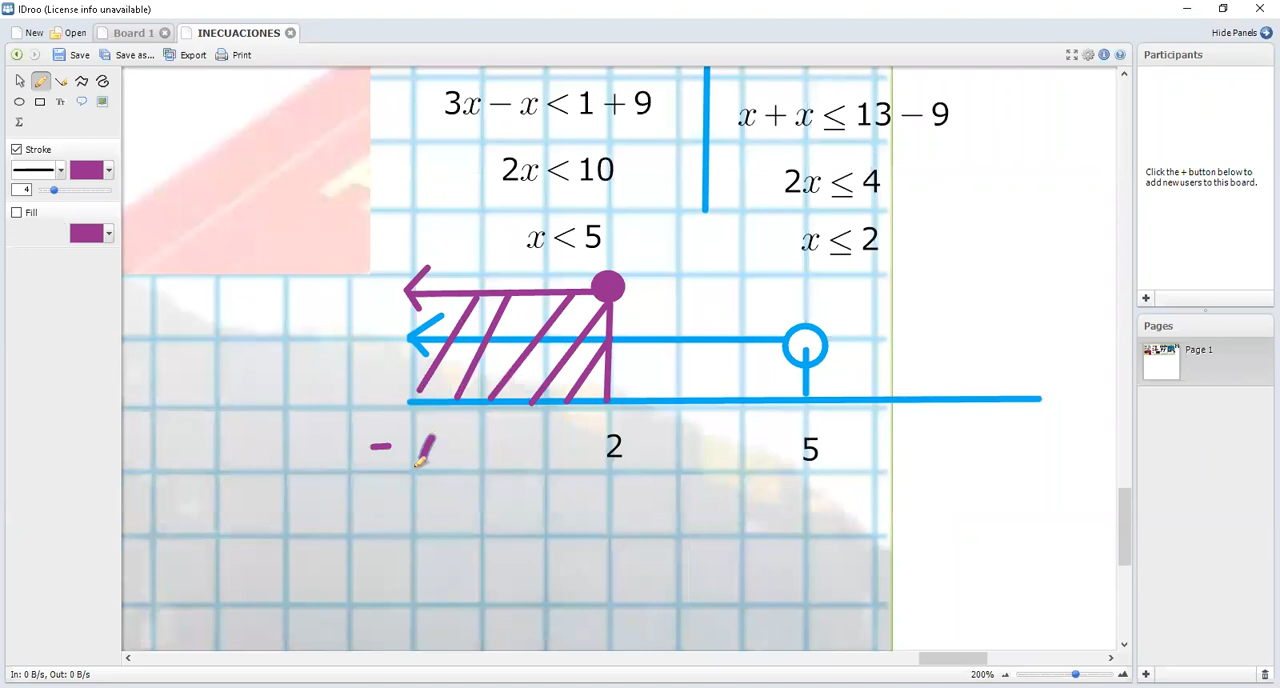 IDroo (License info unavailable)
New Open Board 1 INECUACIONES Hide Panels
Save Save as... Export Print
Participants
Click the + button below to
add new users to this board.
Tт
Σ
Stroke
4
Fill
3x − x < 1 + 9
2x < 10
x < 5
x + x ≤ 13 − 9
2x ≤ 4
x ≤ 2
- 2 5
Pages
Page 1
In: 0 B/s, Out: 0 B/s 200%